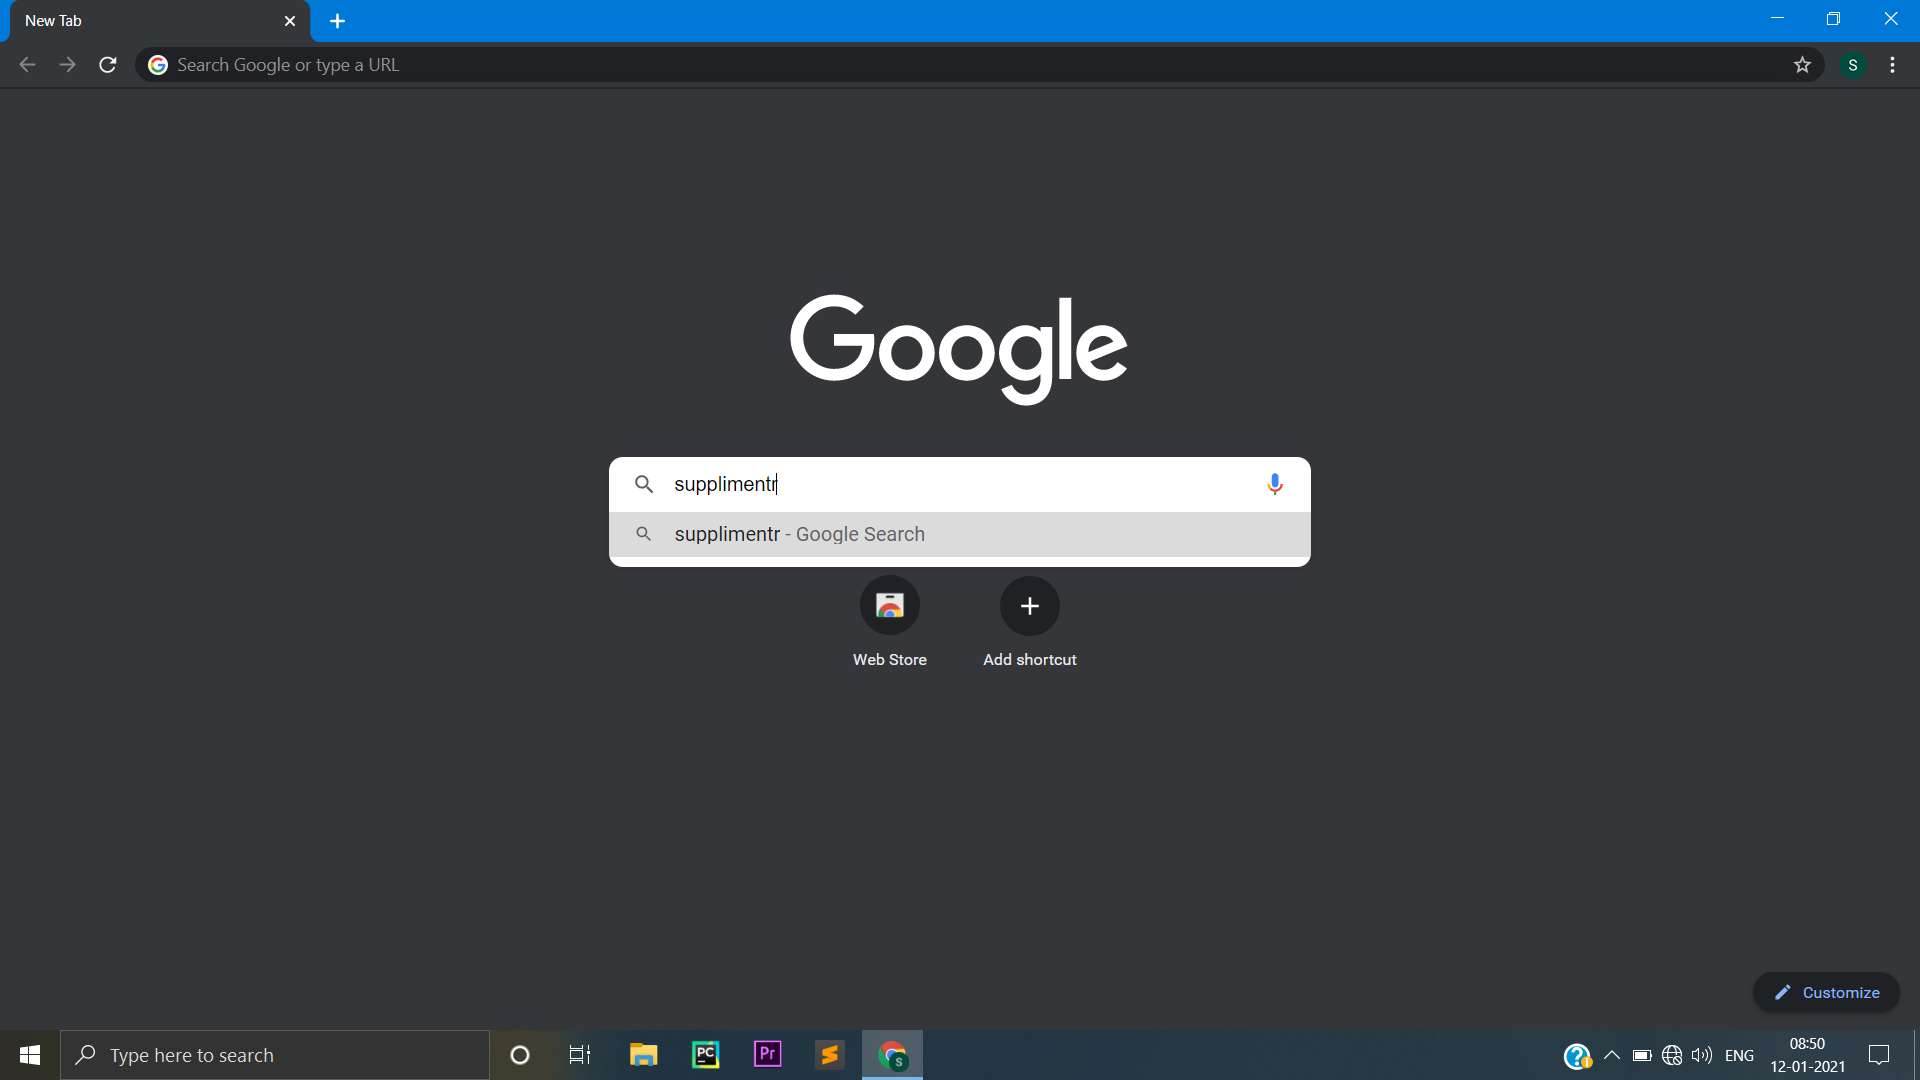 New Tab
Search Google or type a URL
S
Google
supplimentr
supplimentr - Google Search
Web Store
Add shortcut
Customize
Type here to search
PC
Pr
S
ENG
08:50
12-01-2021